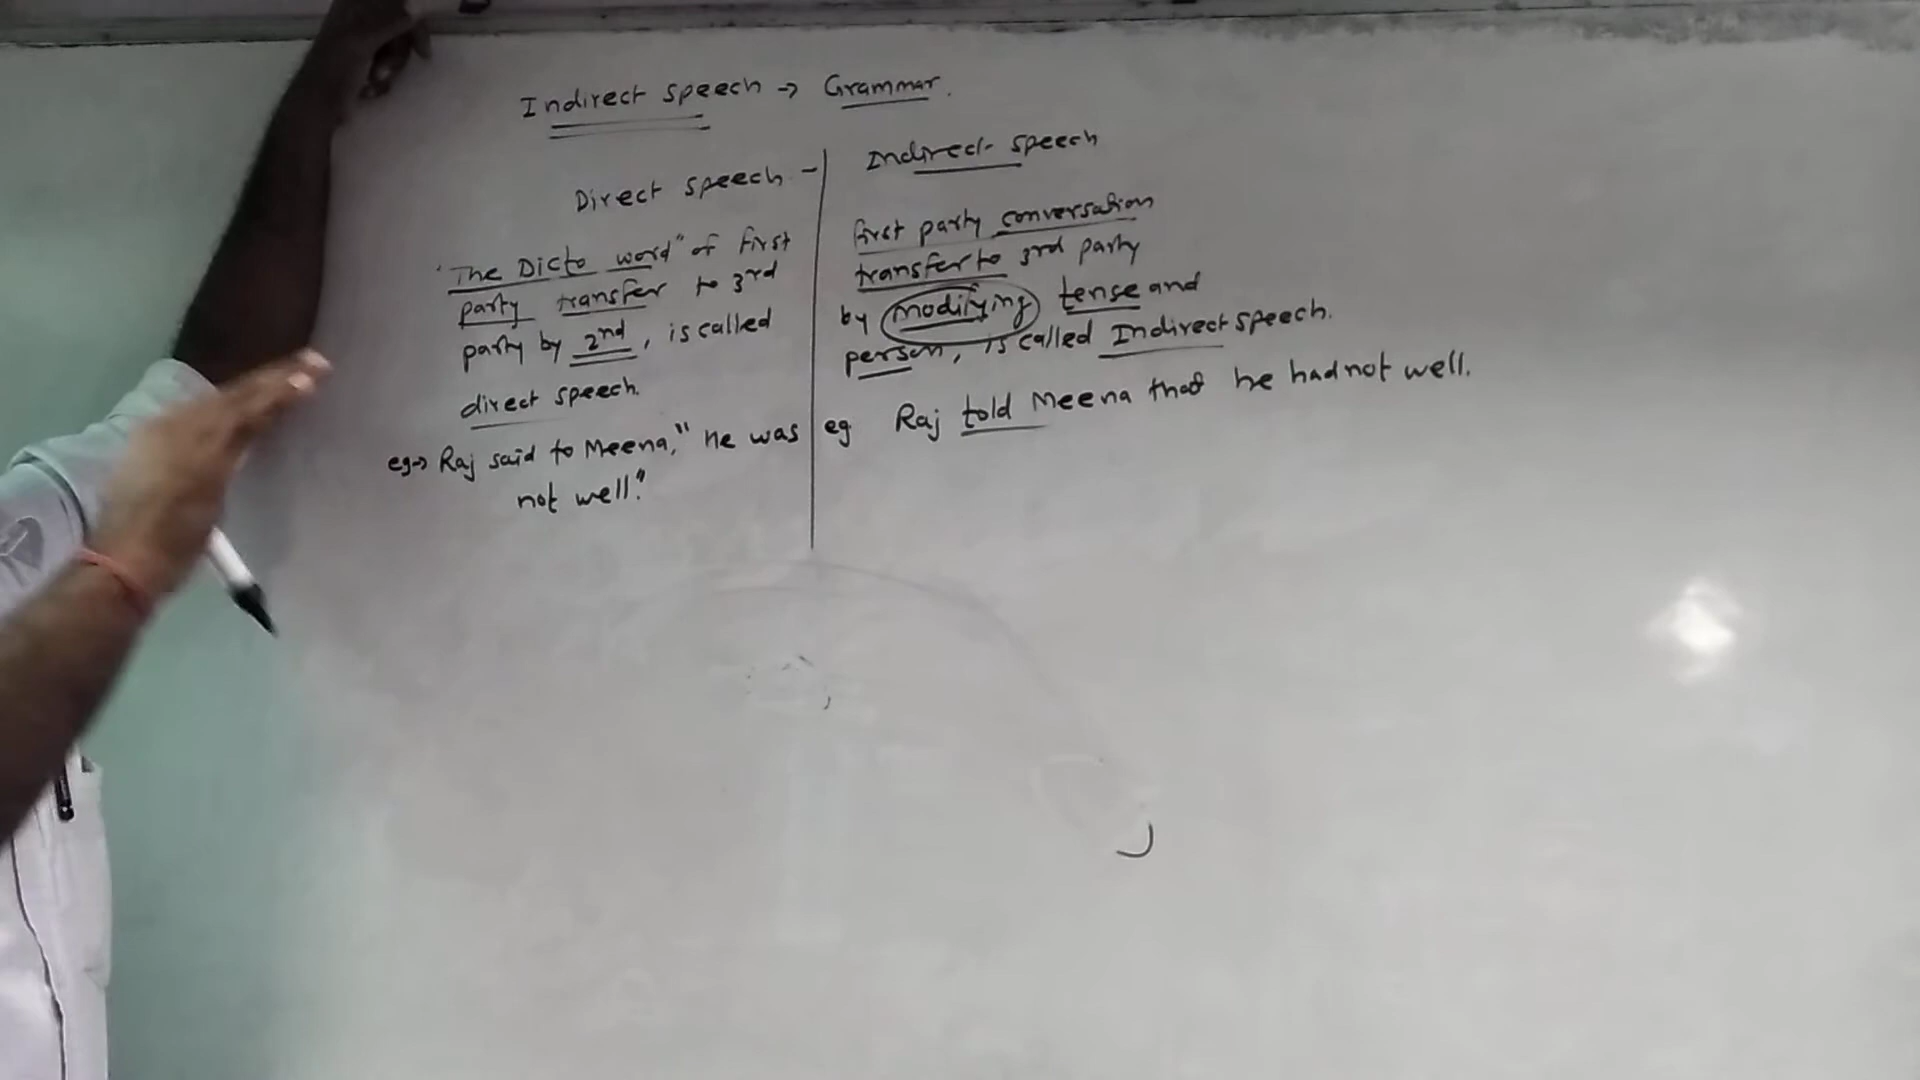 Indirect speech → Grammar.
Direct speech -
"The Dicto word" of first
party transfer to 3rd
party by 2nd, is called
direct speech.
eg→ Raj said to Meena," he was
not well."
Indirect speech
first party conversation
transfer to 3rd party
by modifying tense and
person, is called Indirect speech.
eg Raj told Meena that he had not well.